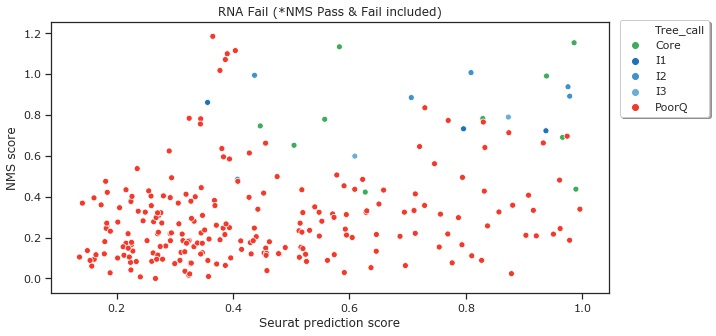 RNA Fail (*NMS Pass & Fail included)
1.2
1.0
0.8
0.6
0.4
0.2
0.0
NMS score
0.2 0.4 0.6 0.8 1.0
Seurat prediction score
Tree_call
Core
I1
I2
I3
PoorQ